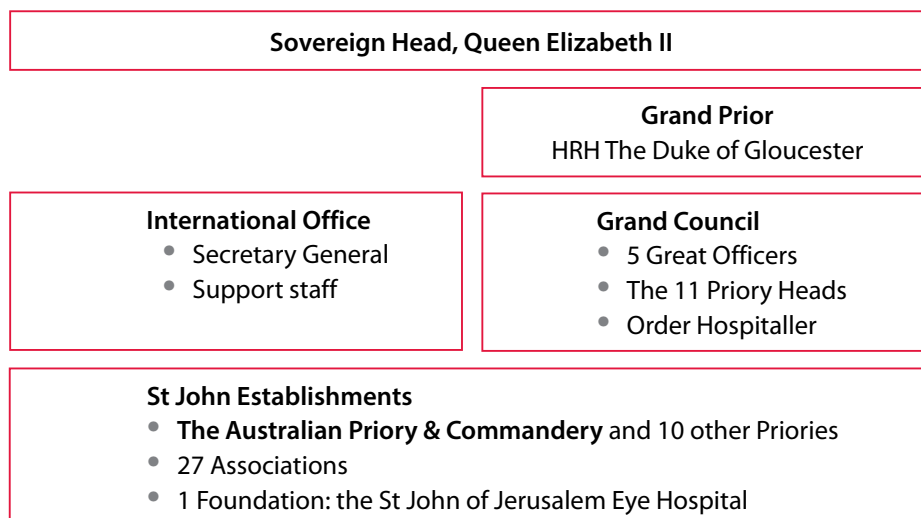 Sovereign Head, Queen Elizabeth II
Grand Prior
HRH The Duke of Gloucester
International Office
• Secretary General
• Support staff
Grand Council
• 5 Great Officers
• The 11 Priory Heads
• Order Hospitaller
St John Establishments
• The Australian Priory & Commandery and 10 other Priories
• 27 Associations
• 1 Foundation: the St John of Jerusalem Eye Hospital